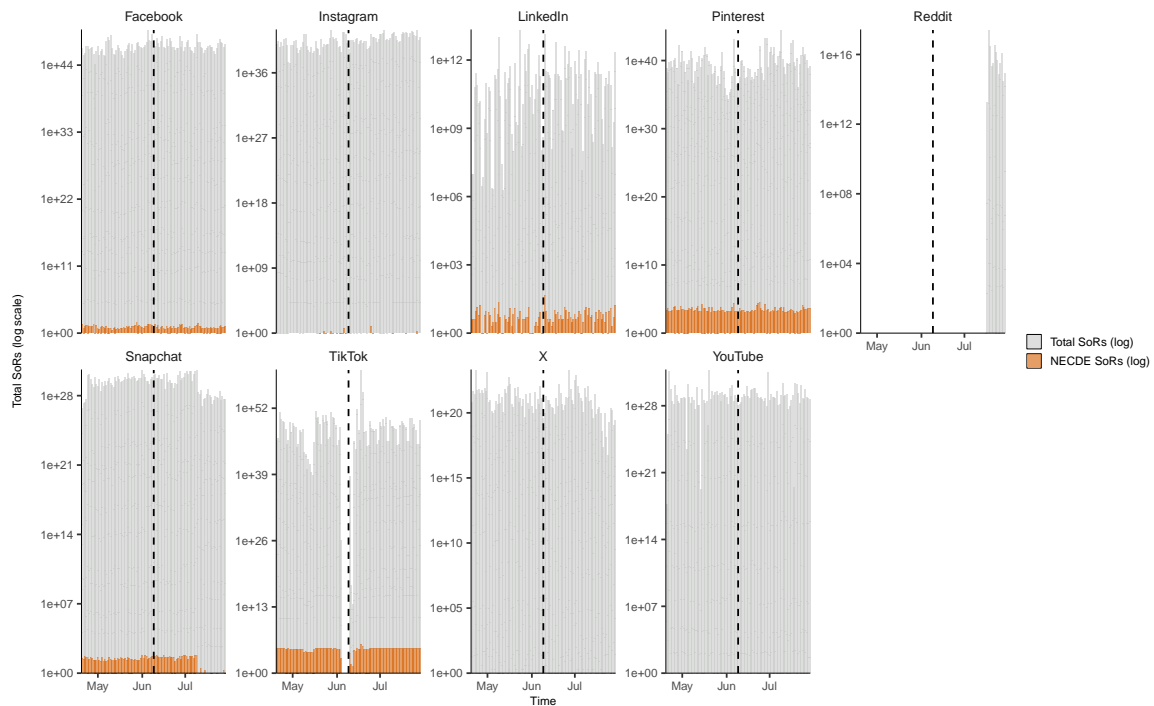 Facebook
Instagram
LinkedIn
Pinterest
Reddit
1e+44
1e+33
1e+22
1e+11
1e+00
1e+36
1e+27
1e+18
1e+09
1e+00
1e+12
1e+09
1e+06
1e+03
1e+00
1e+40
1e+30
1e+20
1e+10
1e+00
1e+16
1e+12
1e+08
1e+04
1e+00
May Jun Jul
Total SoRs (log scale)
Total SoRs (log)
NECDE SoRs (log)
Snapchat
TikTok
X
YouTube
1e+28
1e+21
1e+14
1e+07
1e+00
1e+52
1e+39
1e+26
1e+13
1e+00
1e+20
1e+15
1e+10
1e+05
1e+00
1e+28
1e+21
1e+14
1e+07
1e+00
May Jun Jul
May Jun Jul
May Jun Jul
May Jun Jul
Time